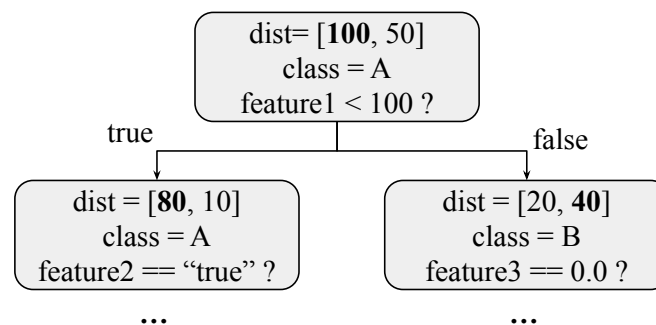 dist= [100, 50]
class = A
feature1 < 100 ?
true
false
dist = [80, 10]
class = A
feature2 == “true” ?
dist = [20, 40]
class = B
feature3 == 0.0 ?
...
...